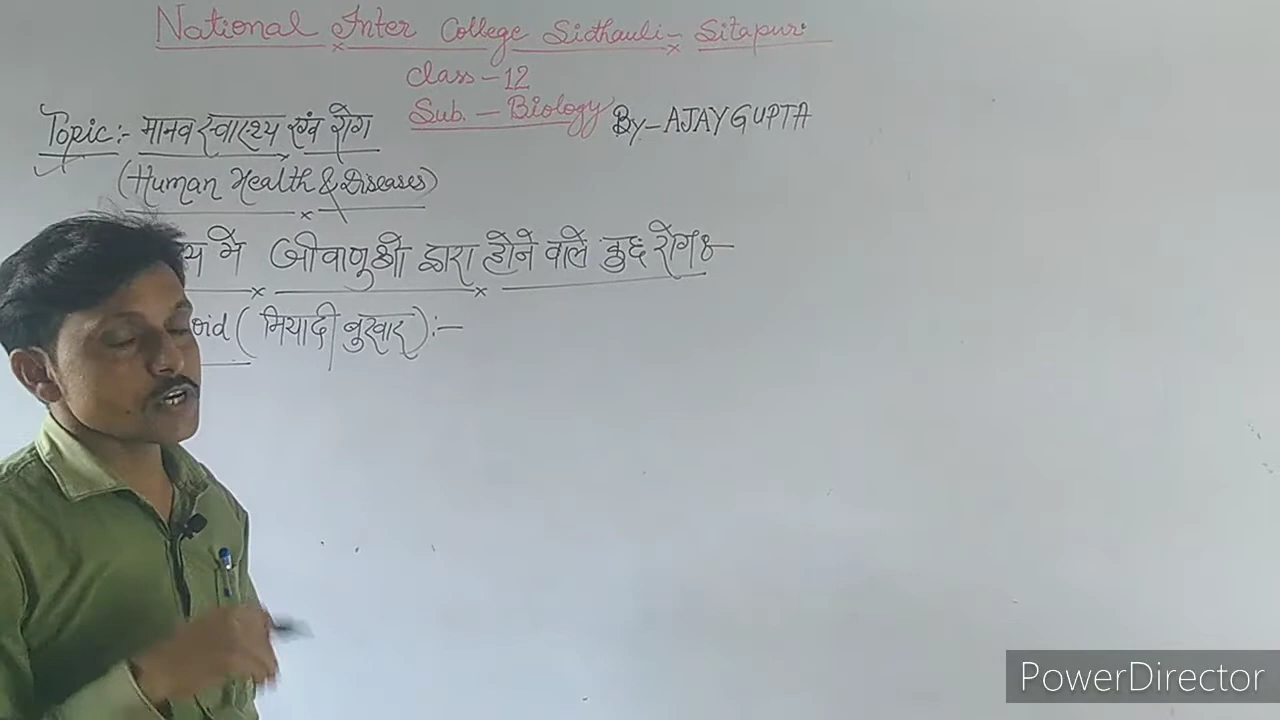 National Inter College Sidhauli - Sitapur
Class - 12
Sub. - Biology By - AJAY GUPTA
Topic :- मानव स्वास्थ्य एवं रोग
(Human Health & Diseases)
में जीवाणुओ द्वारा होने वाले कुछ रोग :-
oid ( मियादी बुखार ) :-
PowerDirector